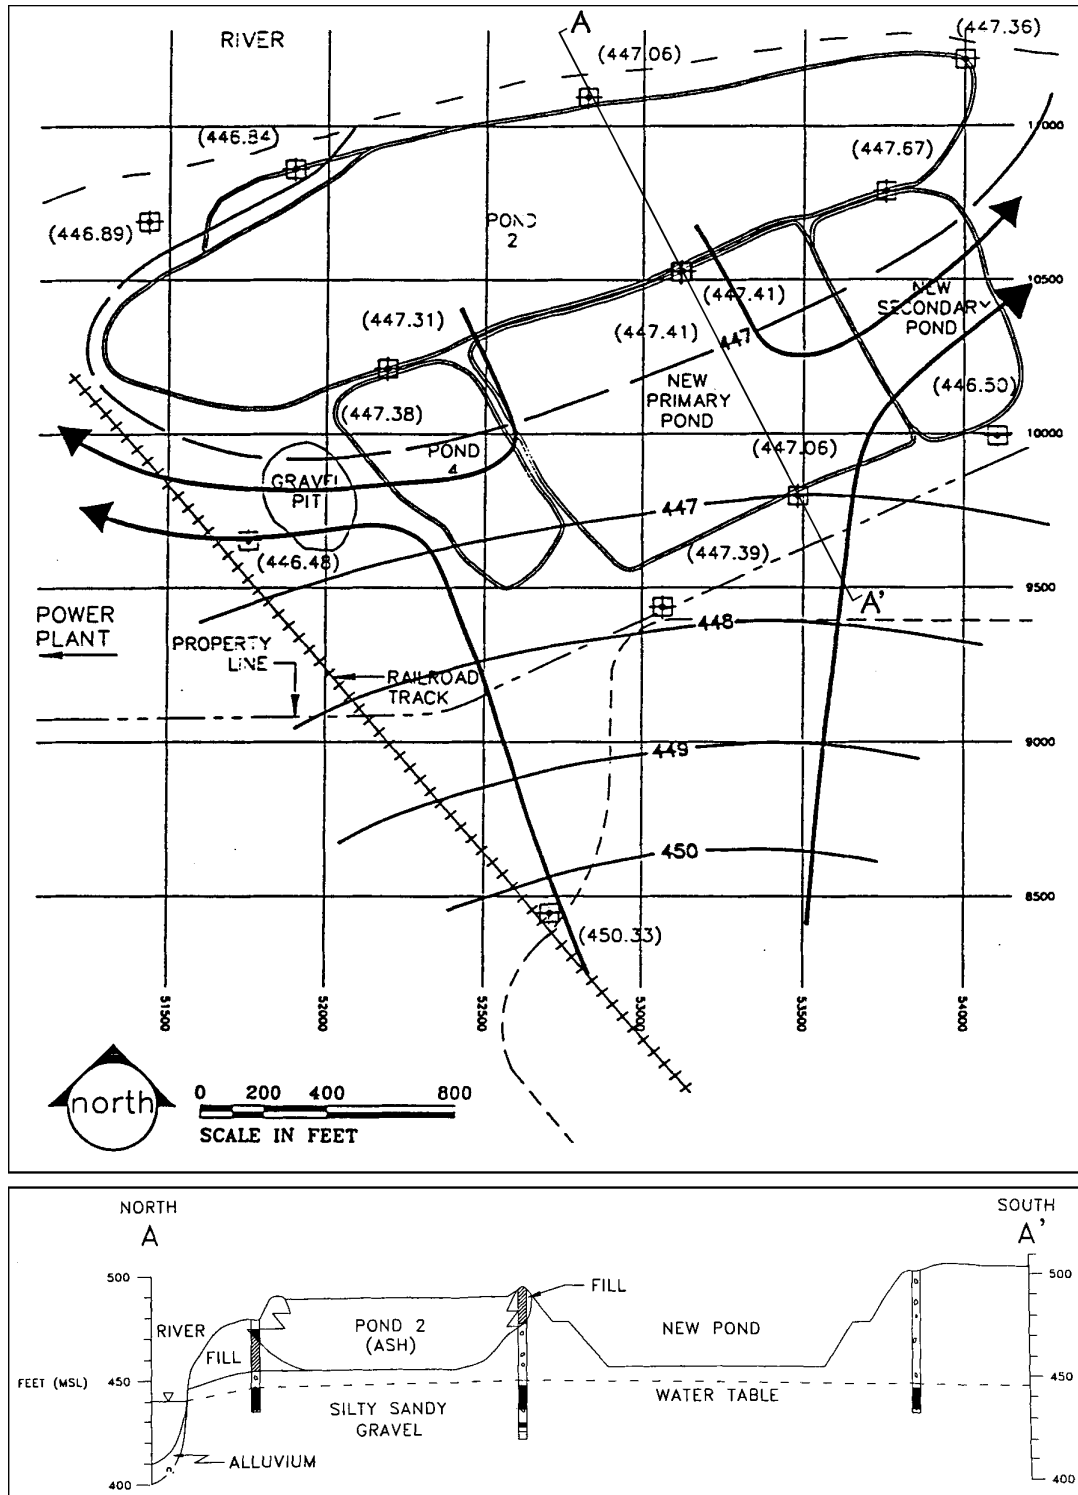 A
(447.36)
RIVER
(447.06)
(446.84)
11000
(447.67)
POND
2
(446.89)
10500
(447.41)
NEW
SECONDARY
POND
(447.31)
(447.41)
447
NEW
PRIMARY
POND
(446.50)
(447.38)
10000
POND
4
(447.06)
GRAVEL
PIT
447
(446.48)
(447.39)
9500
A'
POWER
PLANT
448
PROPERTY
LINE
RAILROAD
TRACK
449
9000
450
8500
(450.33)
51500
52000
52500
53000
53500
54000
north
0 200 400 800
SCALE IN FEET
NORTH
A
SOUTH
A'
500
500
FILL
RIVER
POND 2
(ASH)
NEW POND
FILL
FEET (MSL)
450
450
WATER TABLE
SILTY SANDY
GRAVEL
ALLUVIUM
400
400